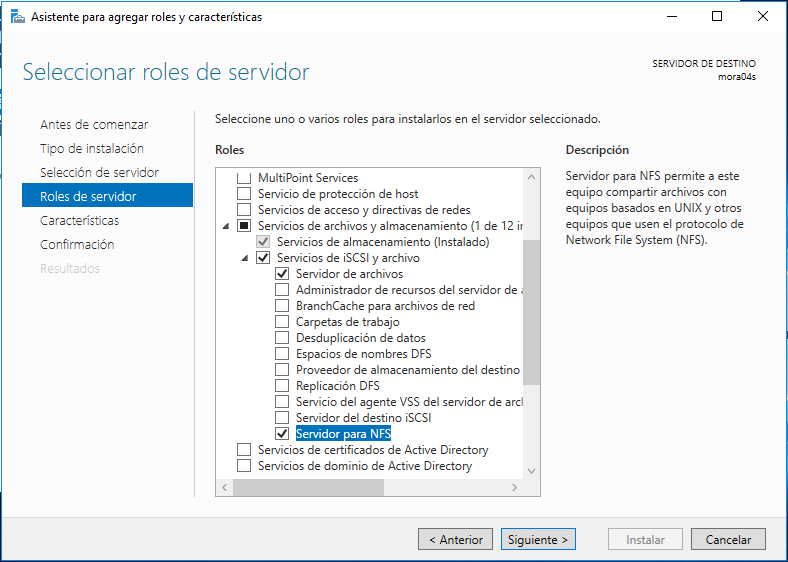 Asistente para agregar roles y características
Seleccionar roles de servidor
SERVIDOR DE DESTINO
mora04s
Antes de comenzar
Tipo de instalación
Selección de servidor
Roles de servidor
Características
Confirmación
Resultados
Seleccione uno o varios roles para instalarlos en el servidor seleccionado.
Roles
MultiPoint Services
Servicio de protección de host
Servicios de acceso y directivas de redes
Servicios de archivos y almacenamiento (1 de 12 in
Servicios de almacenamiento (Instalado)
Servicios de iSCSI y archivo
Servidor de archivos
Administrador de recursos del servidor de a
BranchCache para archivos de red
Carpetas de trabajo
Desduplicación de datos
Espacios de nombres DFS
Proveedor de almacenamiento del destino
Replicación DFS
Servicio del agente VSS del servidor de arc
Servidor del destino iSCSI
Servidor para NFS
Servicios de certificados de Active Directory
Servicios de dominio de Active Directory
Descripción
Servidor para NFS permite a este
equipo compartir archivos con
equipos basados en UNIX y otros
equipos que usen el protocolo de
Network File System (NFS).
< Anterior
Siguiente >
Instalar
Cancelar